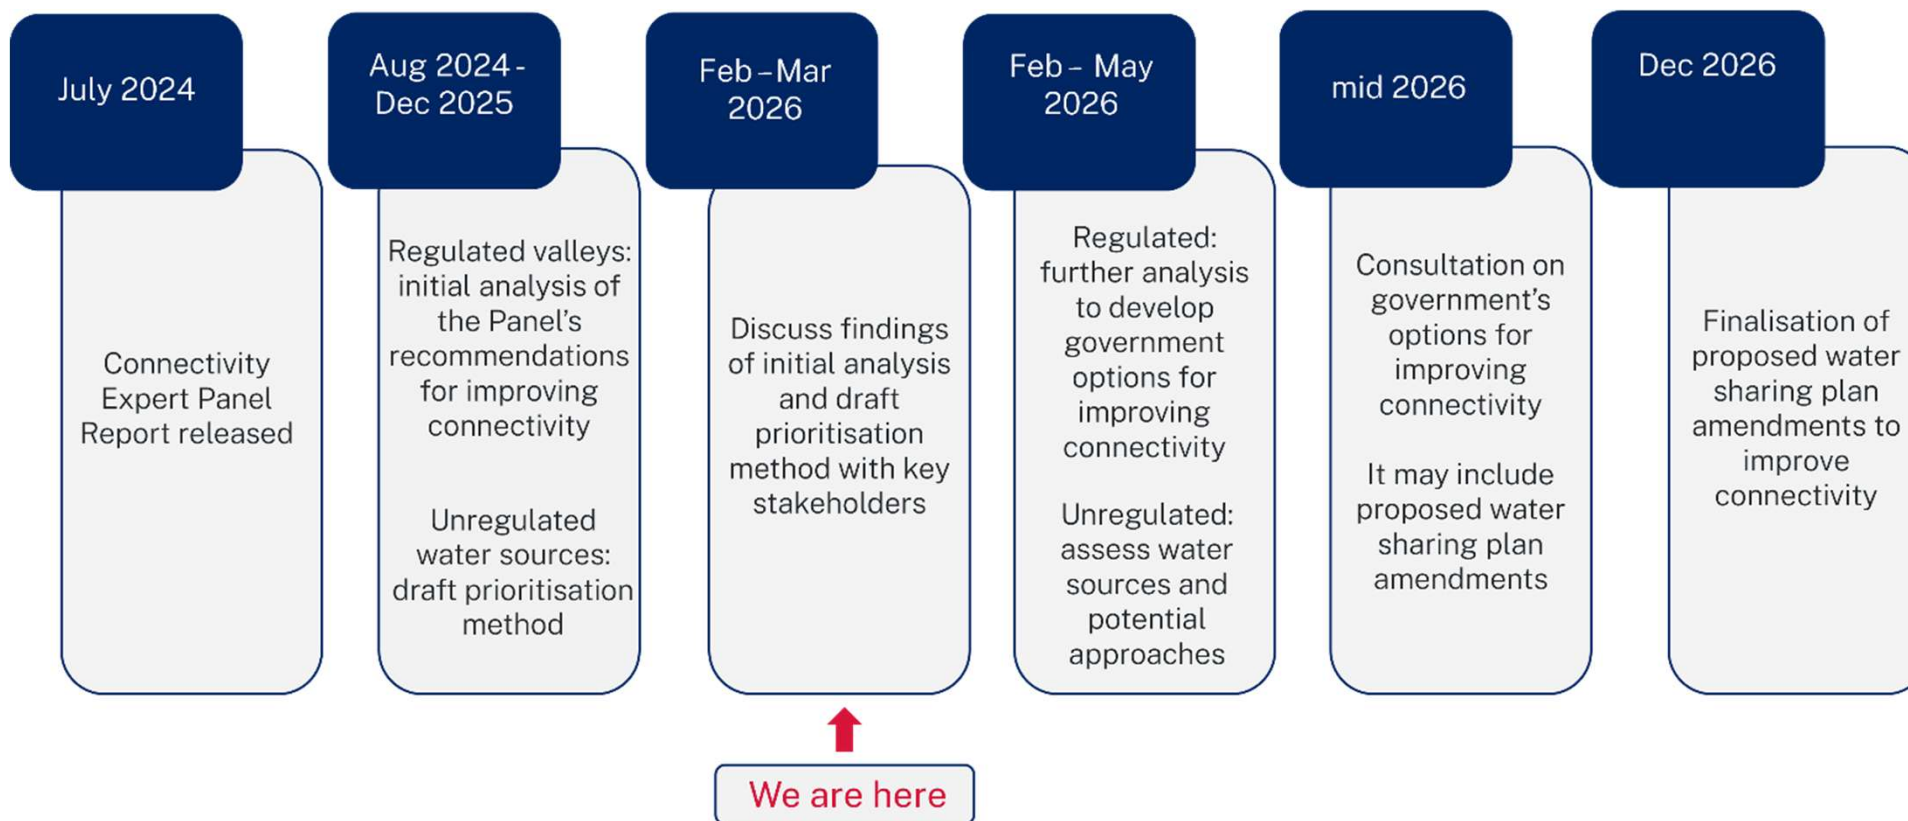 July 2024
Connectivity
Expert Panel
Report released
Aug 2024 -
Dec 2025
Regulated valleys:
initial analysis of
the Panel's
recommendations
for improving
connectivity
Unregulated
water sources:
draft prioritisation
method
Feb – Mar
2026
Discuss findings
of initial analysis
and draft
prioritisation
method with key
stakeholders
Feb – May
2026
Regulated:
further analysis
to develop
government
options for
improving
connectivity
Unregulated:
assess water
sources and
potential
approaches
mid 2026
Consultation on
government's
options for
improving
connectivity
It may include
proposed water
sharing plan
amendments
Dec 2026
Finalisation of
proposed water
sharing plan
amendments to
improve
connectivity
We are here